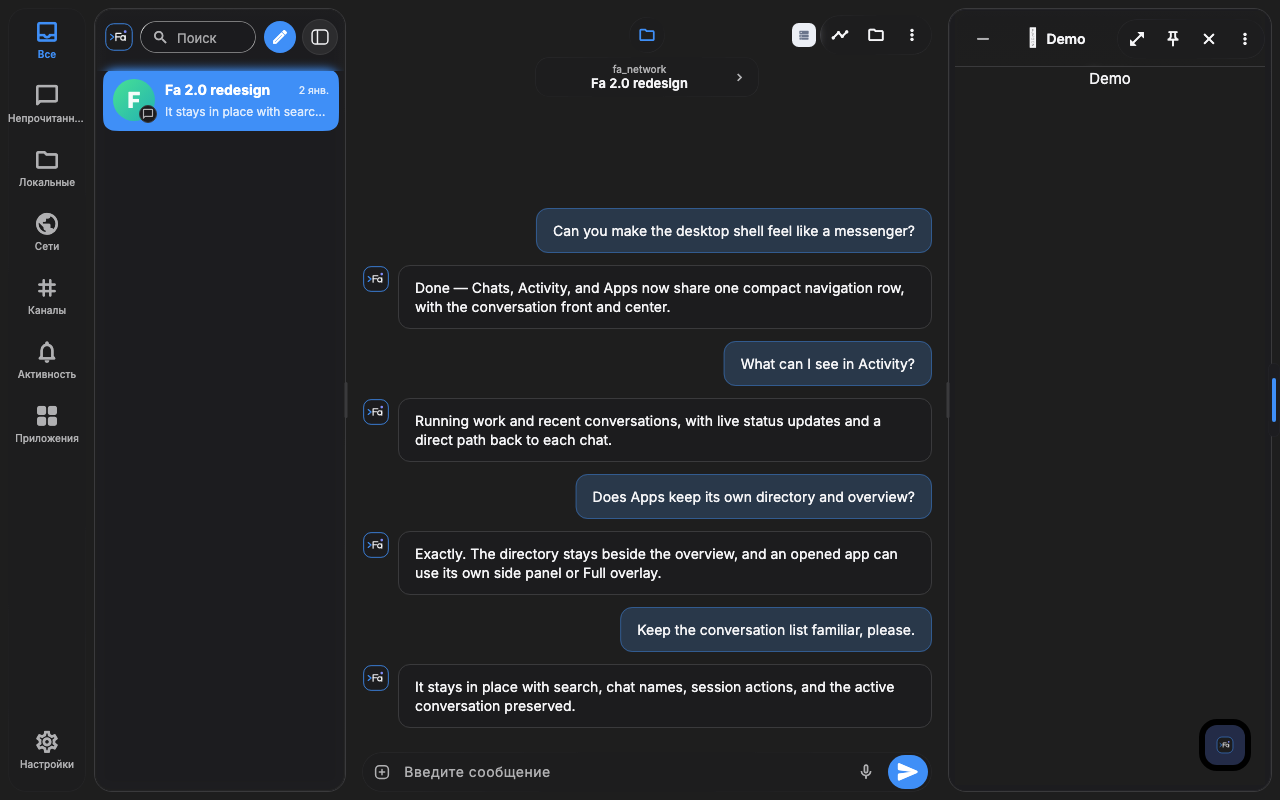 Все
Непрочитанн...
Локальные
Сети
Каналы
Активность
Приложения
Настройки
>Fa
Поиск
F
Fa 2.0 redesign
2 янв.
It stays in place with searc...
fa_network
Fa 2.0 redesign
Can you make the desktop shell feel like a messenger?
>Fa
Done — Chats, Activity, and Apps now share one compact navigation row,
with the conversation front and center.
What can I see in Activity?
>Fa
Running work and recent conversations, with live status updates and a
direct path back to each chat.
Does Apps keep its own directory and overview?
>Fa
Exactly. The directory stays beside the overview, and an opened app can
use its own side panel or Full overlay.
Keep the conversation list familiar, please.
>Fa
It stays in place with search, chat names, session actions, and the active
conversation preserved.
Введите сообщение
Demo
Demo
>Fa